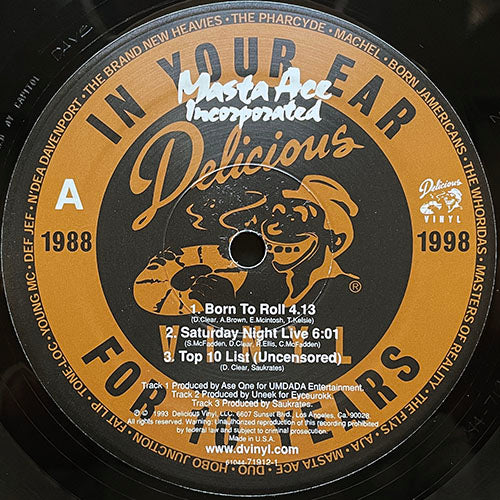 DAVE
THE BRAND NEW HEAVIES • THE PHARCYDE • MACHEL • BORN JAMERICANS • THE WHORIDAS • MASTERS OF REALITY • THE FLYS • AJA • MASTA ACE • DUO • HOBO JUNCTION • FAT LIP • TONE-LOC • YOUNG MC • DEF JEF • N'DEA DAVENPORT •
IN YOUR EAR
Masta Ace
Incorporated
Delicious
A
Delicious
VINYL
1988
1998
®
1. Born To Roll 4.13
(D.Clear, A.Brown, E.Mcintosh, T.Kelsie)
2. Saturday Night Live 6:01
(S.McFadden, D.Clear, R.Ellis, C.McFadden)
3. Top 10 List (Uncensored)
(D. Clear, Saukrates)
Track 1 Produced by Ase One for UMDADA Entertainment.
Track 2 Produced by Uneek for Eyceurokk.
Track 3 Produced by Saukrates.
℗ © 1993 Delicious Vinyl, LLC. 6607 Sunset Blvd. Los Angeles, Ca. 90028.
All rights reserved. Warning: Unauthorized reproduction of this recording is prohibited
by federal law and subject to criminal prosecution.
Made in U.S.A.
www.dvinyl.com
61044-71912-1